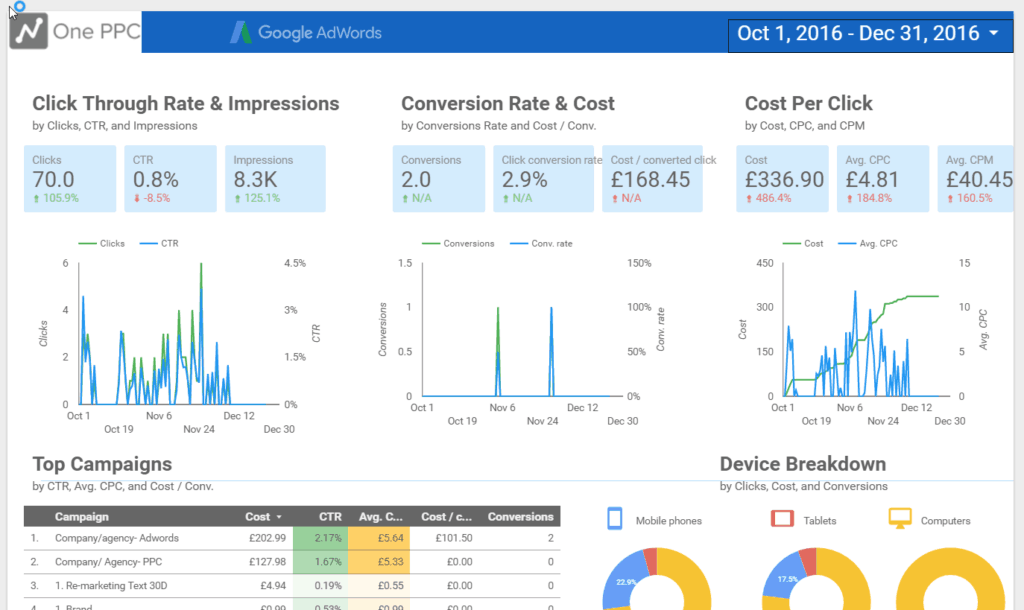 One PPC
Google AdWords
Oct 1, 2016 - Dec 31, 2016
Click Through Rate & Impressions
by Clicks, CTR, and Impressions
Clicks
70.0
105.9%
CTR
0.8%
-8.5%
Impressions
8.3K
125.1%
Clicks CTR
6
4
2
0
Clicks
4.5%
3%
1.5%
0%
CTR
Oct 1 Nov 6 Dec 12
Oct 19 Nov 24 Dec 30
Conversion Rate & Cost
by Conversions Rate and Cost / Conv.
Conversions
2.0
N/A
Click conversion rate
2.9%
N/A
Cost / converted click
£168.45
N/A
Conversions Conv. rate
1.5
1
0.5
0
Conversions
150%
100%
50%
0%
Conv. rate
Oct 1 Nov 6 Dec 12
Oct 19 Nov 24 Dec 30
Cost Per Click
by Cost, CPC, and CPM
Cost
£336.90
486.4%
Avg. CPC
£4.81
184.8%
Avg. CPM
£40.45
160.5%
Cost Avg. CPC
450
300
150
0
Cost
15
10
5
0
Avg. CPC
Oct 1 Nov 6 Dec 12
Oct 19 Nov 24 Dec 30
Top Campaigns
by CTR, Avg. CPC, and Cost / Conv.
Campaign Cost CTR Avg. C... Cost / c... Conversions
1. Company/agency- Adwords £202.99 2.17% £5.64 £101.50 2
2. Company/ Agency- PPC £127.98 1.67% £5.33 £0.00 0
3. 1. Re-marketing Text 30D £4.94 0.19% £0.55 £0.00 0
4. 1. Brand £0.99 0.53% £0.99 £0.00 0
Device Breakdown
by Clicks, Cost, and Conversions
Mobile phones Tablets Computers
22.9%
17.5%